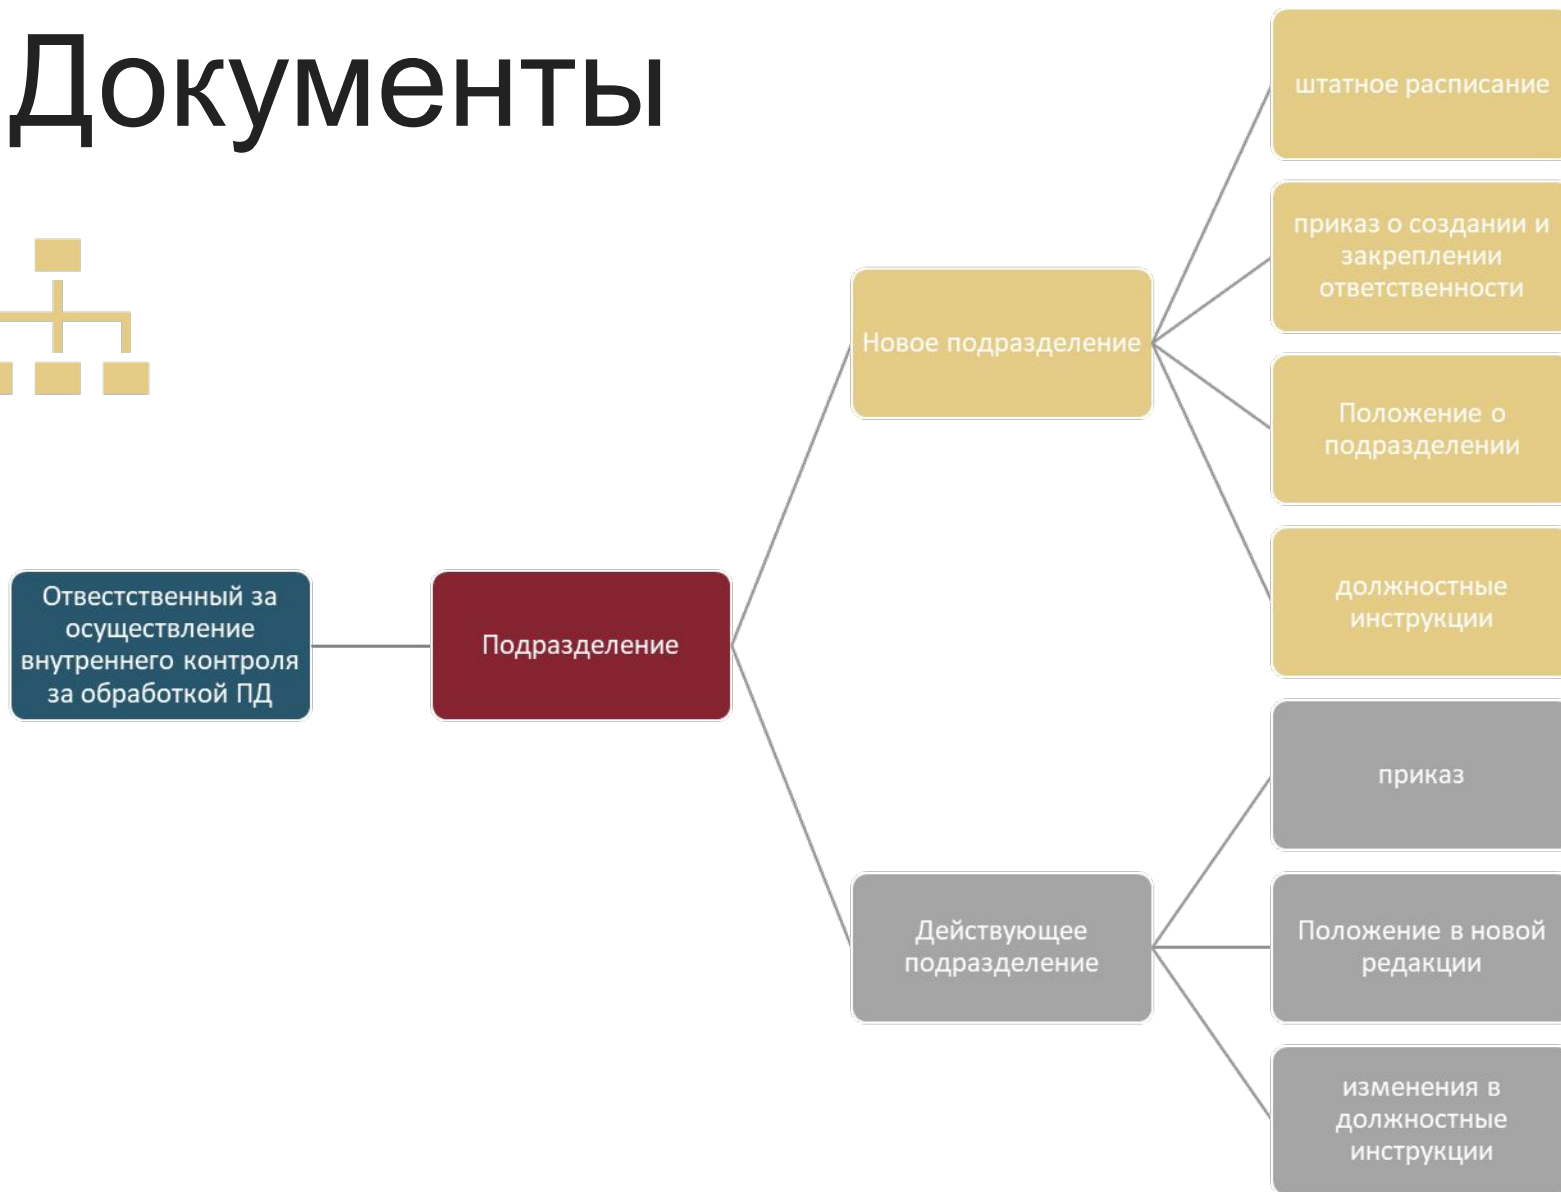 Документы
штатное расписание
приказ о создании и
закреплении
ответственности
Новое подразделение
Положение о
подразделении
должностные
инструкции
Отвестственный за
осуществление
внутреннего контроля
за обработкой ПД
Подразделение
приказ
Действующее
подразделение
Положение в новой
редакции
изменения в
должностные
инструкции